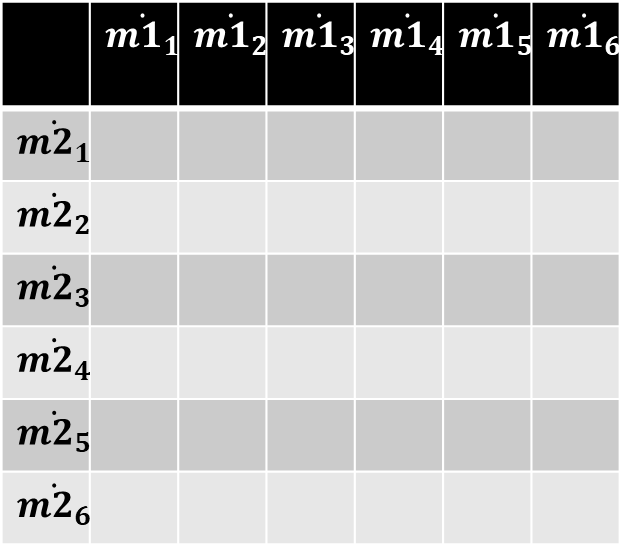 ṁ1₁ ṁ1₂ ṁ1₃ ṁ1₄ ṁ1₅ ṁ1₆
ṁ2₁
ṁ2₂
ṁ2₃
ṁ2₄
ṁ2₅
ṁ2₆